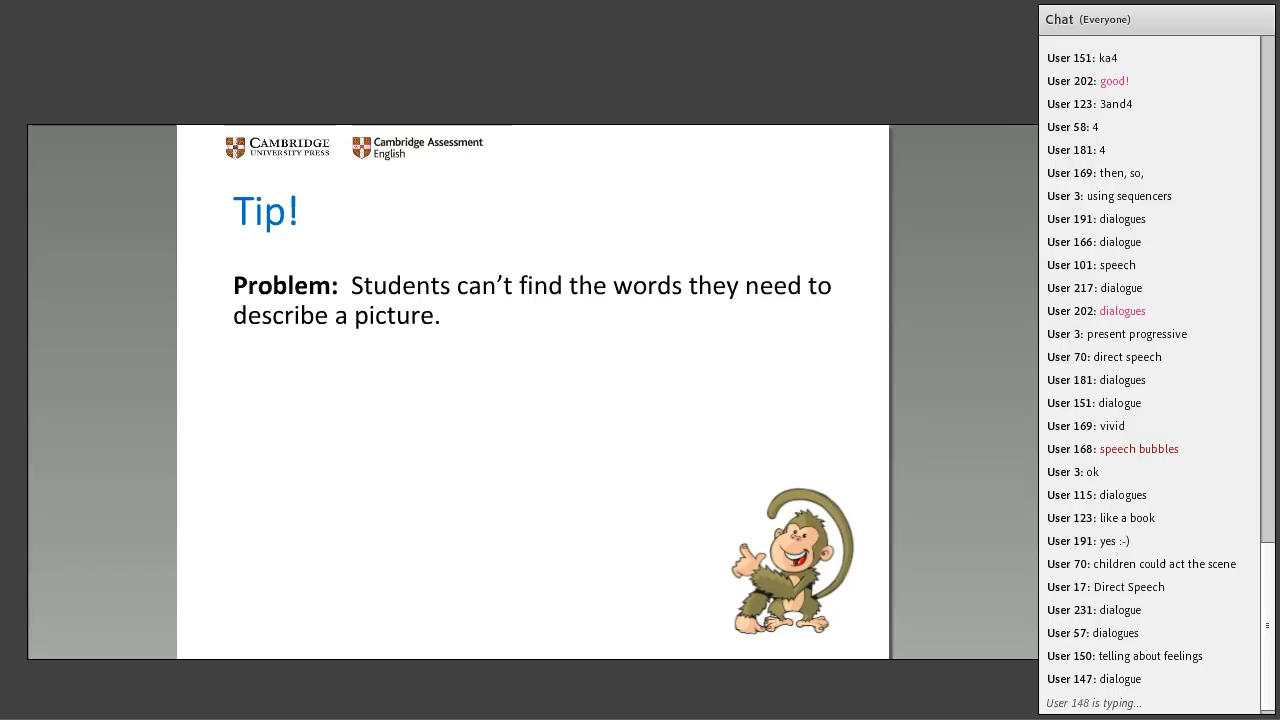 CAMBRIDGE
UNIVERSITY PRESS
Cambridge Assessment
English
Tip!
Problem: Students can’t find the words they need to
describe a picture.
Chat (Everyone)
User 151: ka4
User 202: good!
User 123: 3and4
User 58: 4
User 181: 4
User 169: then, so,
User 3: using sequencers
User 191: dialogues
User 166: dialogue
User 101: speech
User 217: dialogue
User 202: dialogues
User 3: present progressive
User 70: direct speech
User 181: dialogues
User 151: dialogue
User 169: vivid
User 168: speech bubbles
User 3: ok
User 115: dialogues
User 123: like a book
User 191: yes :-)
User 70: children could act the scene
User 17: Direct Speech
User 231: dialogue
User 57: dialogues
User 150: telling about feelings
User 147: dialogue
User 148 is typing...